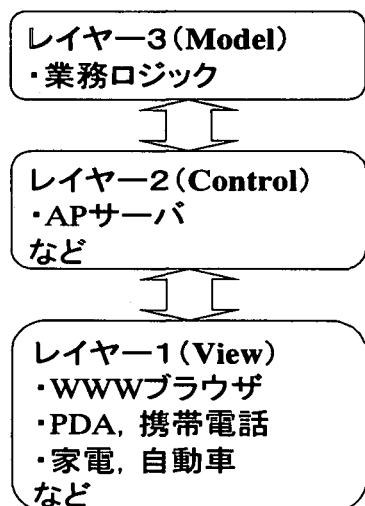 レイヤー3(Model)
・業務ロジック
レイヤー2(Control)
・APサーバ
など
レイヤー1(View)
・WWWブラウザ
・PDA, 携帯電話
・家電, 自動車
など